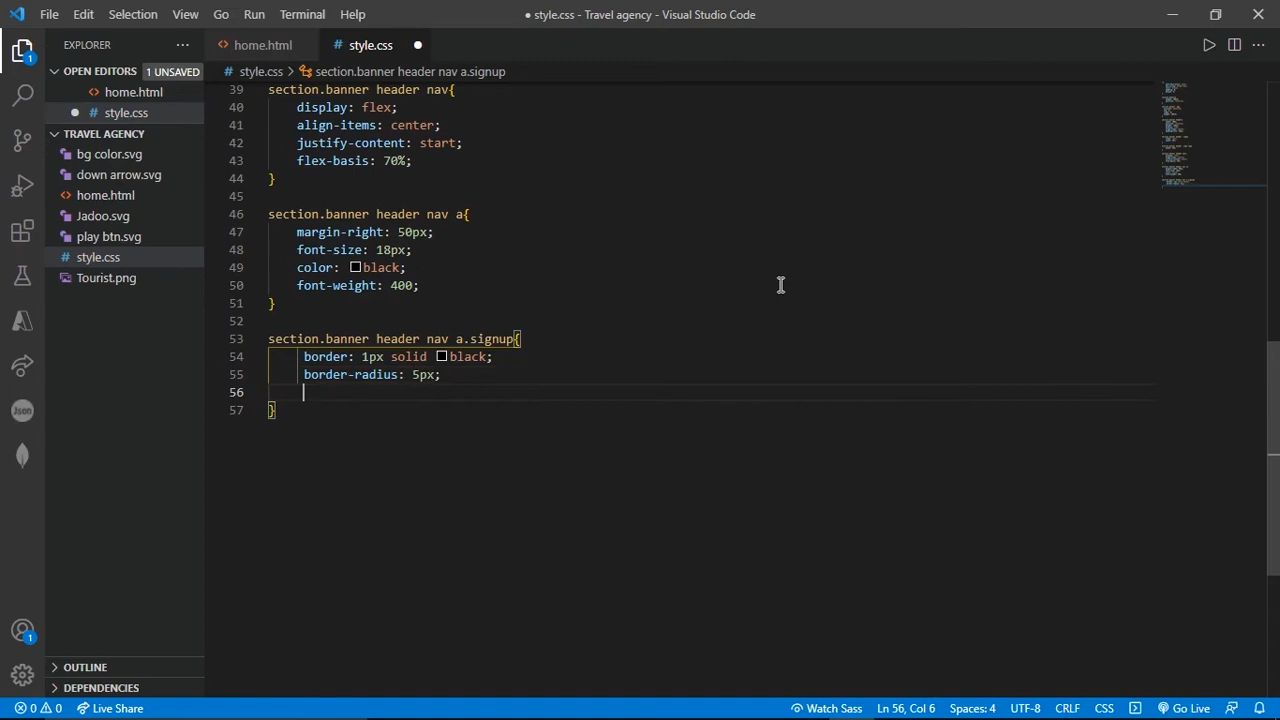 File Edit Selection View Go Run Terminal Help
● style.css - Travel agency - Visual Studio Code
EXPLORER
home.html
style.css
OPEN EDITORS 1 UNSAVED
home.html
style.css
TRAVEL AGENCY
bg color.svg
down arrow.svg
home.html
Jadoo.svg
play btn.svg
style.css
Tourist.png
OUTLINE
DEPENDENCIES
1
1
Json
style.css > section.banner header nav a.signup
39 section.banner header nav{
40 display: flex;
41 align-items: center;
42 justify-content: start;
43 flex-basis: 70%;
44 }
45
46 section.banner header nav a{
47 margin-right: 50px;
48 font-size: 18px;
49 color: black;
50 font-weight: 400;
51 }
52
53 section.banner header nav a.signup{
54 border: 1px solid black;
55 border-radius: 5px;
56
57 }
0 0 Live Share Watch Sass Ln 56, Col 6 Spaces: 4 UTF-8 CRLF CSS Go Live